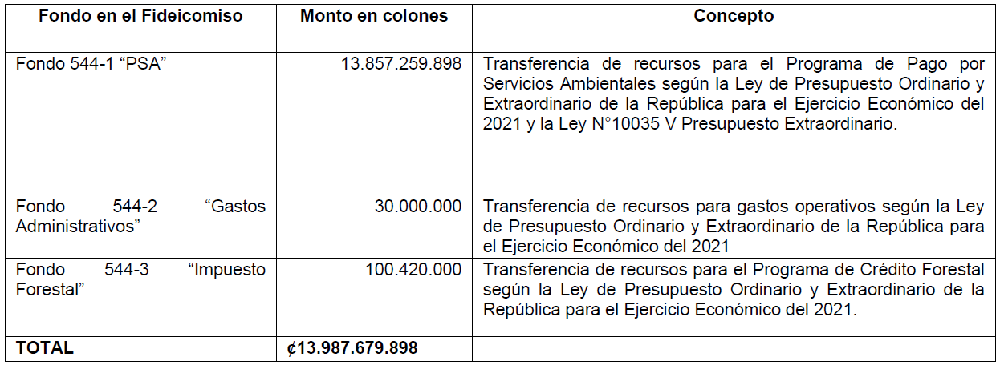 Fondo en el Fideicomiso
Monto en colones
Concepto
Fondo 544-1 “PSA”
13.857.259.898
Transferencia de recursos para el Programa de Pago por
Servicios Ambientales según la Ley de Presupuesto Ordinario y
Extraordinario de la República para el Ejercicio Económico del
2021 y la Ley N°10035 V Presupuesto Extraordinario.
Fondo 544-2 “Gastos
Administrativos”
30.000.000
Transferencia de recursos para gastos operativos según la Ley
de Presupuesto Ordinario y Extraordinario de la República para
el Ejercicio Económico del 2021
Fondo 544-3 “Impuesto
Forestal”
100.420.000
Transferencia de recursos para el Programa de Crédito Forestal
según la Ley de Presupuesto Ordinario y Extraordinario de la
República para el Ejercicio Económico del 2021.
TOTAL
¢13.987.679.898